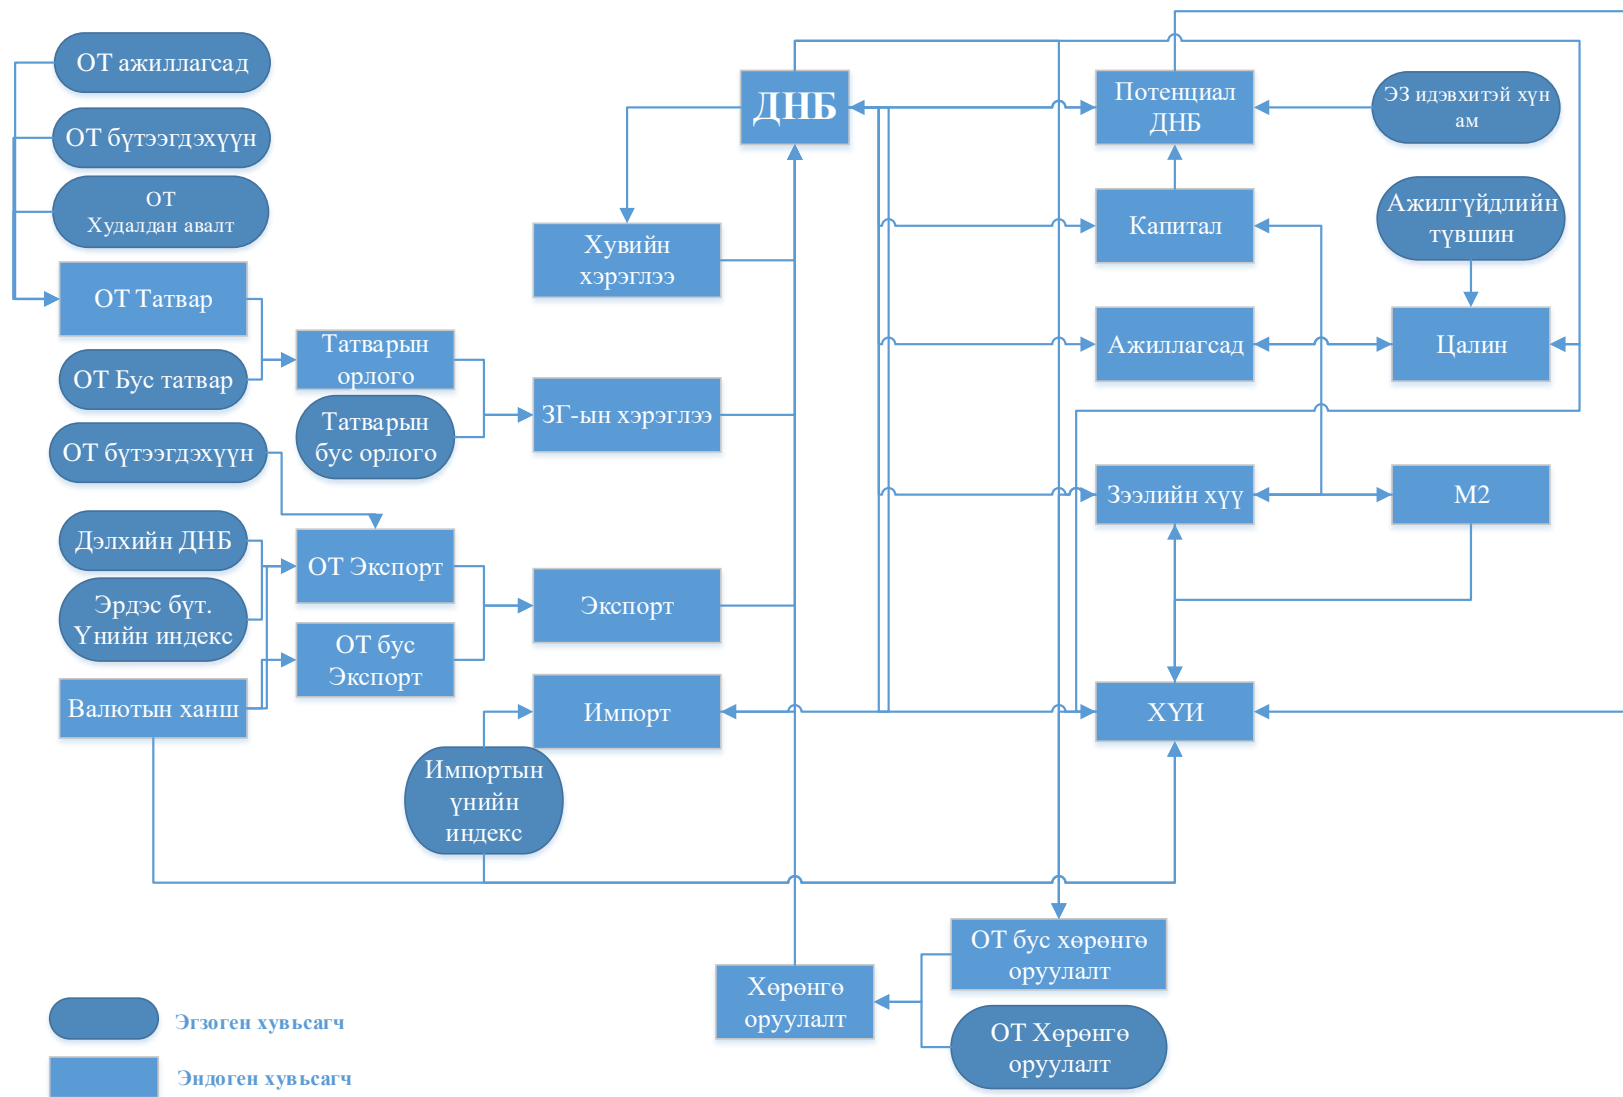 ОТ ажиллагсад
ОТ бүтээгдэхүүн
ОТ
Худалдан авалт
ОТ Татвар
ОТ Бус татвар
ОТ бүтээгдэхүүн
Дэлхийн ДНБ
Эрдэс бүт.
Үнийн индекс
Валютын ханш
Татварын
орлого
Татварын
бус орлого
ОТ Экспорт
ОТ бус
Экспорт
Импортын
үнийн
индекс
Хувийн
хэрэглээ
ЗГ-ын хэрэглээ
Экспорт
Импорт
ДНБ
Хөрөнгө
оруулалт
Потенциал
ДНБ
Капитал
Ажиллагсад
Зээлийн хүү
ХҮИ
ОТ бус хөрөнгө
оруулалт
ОТ Хөрөнгө
оруулалт
ЭЗ идэвхитэй хүн
ам
Ажилгүйдлийн
түвшин
Цалин
М2
Эгзоген хувьсагч
Эндоген хувьсагч